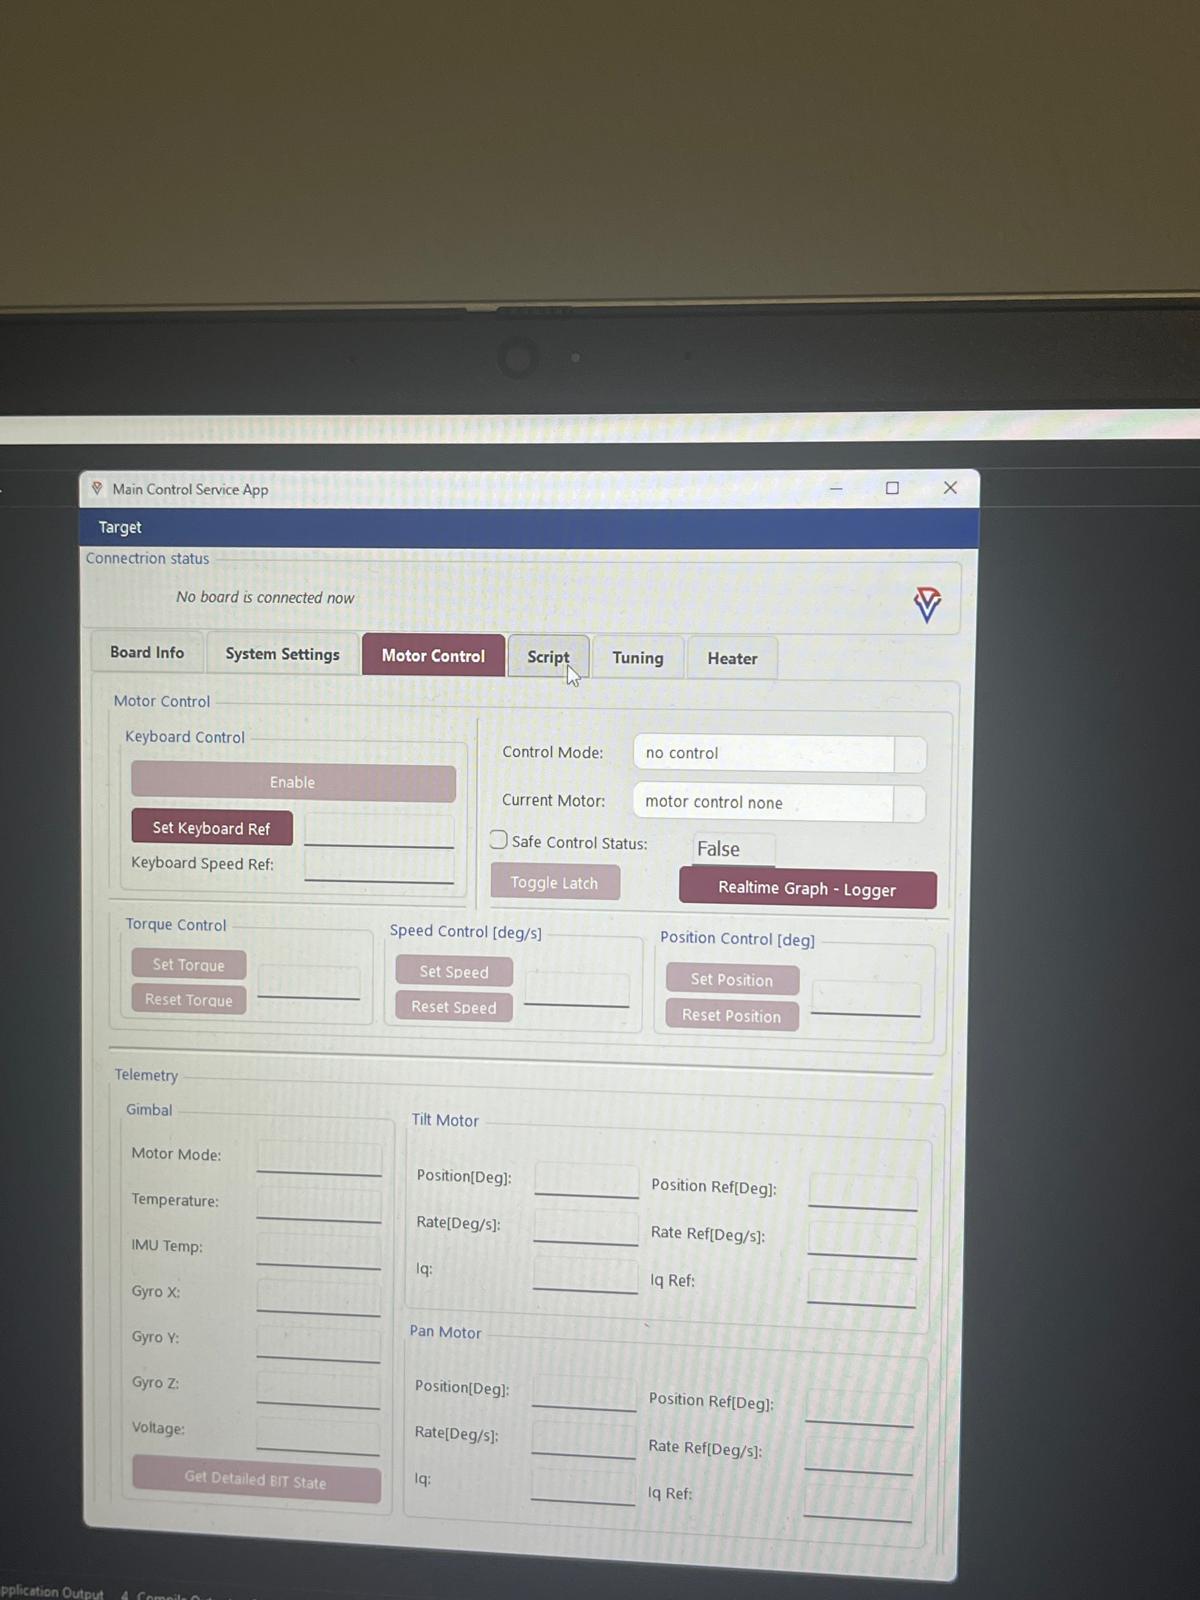 Main Control Service App
Target
Connectrion status
No board is connected now
Board Info System Settings Motor Control Script Tuning Heater
Motor Control
Keyboard Control
Enable
Set Keyboard Ref
Keyboard Speed Ref:
Control Mode: no control
Current Motor: motor control none
Safe Control Status: False
Toggle Latch Realtime Graph - Logger
Torque Control
Set Torque
Reset Torque
Speed Control [deg/s]
Set Speed
Reset Speed
Position Control [deg]
Set Position
Reset Position
Telemetry
Gimbal
Motor Mode:
Temperature:
IMU Temp:
Gyro X:
Gyro Y:
Gyro Z:
Voltage:
Get Detailed BIT State
Tilt Motor
Position[Deg]: Position Ref[Deg]:
Rate[Deg/s]: Rate Ref[Deg/s]:
Iq: Iq Ref:
Pan Motor
Position[Deg]: Position Ref[Deg]:
Rate[Deg/s]: Rate Ref[Deg/s]:
Iq: Iq Ref:
pplication Output 4 Compile